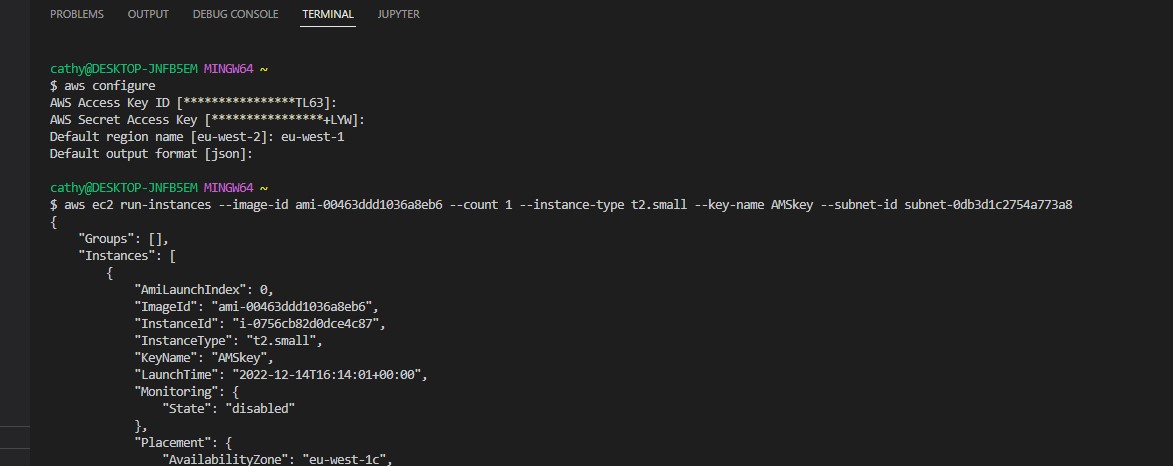 PROBLEMS OUTPUT DEBUG CONSOLE TERMINAL JUPYTER
cathy@DESKTOP-JNFB5EM MINGW64 ~
$ aws configure
AWS Access Key ID [****************TL63]:
AWS Secret Access Key [****************+LYW]:
Default region name [eu-west-2]: eu-west-1
Default output format [json]:
cathy@DESKTOP-JNFB5EM MINGW64 ~
$ aws ec2 run-instances --image-id ami-00463ddd1036a8eb6 --count 1 --instance-type t2.small --key-name AMSkey --subnet-id subnet-0db3d1c2754a773a8
{
    "Groups": [],
    "Instances": [
        {
            "AmiLaunchIndex": 0,
            "ImageId": "ami-00463ddd1036a8eb6",
            "InstanceId": "i-0756cb82d0dce4c87",
            "InstanceType": "t2.small",
            "KeyName": "AMSkey",
            "LaunchTime": "2022-12-14T16:14:01+00:00",
            "Monitoring": {
                "State": "disabled"
            },
            "Placement": {
                "AvailabilityZone": "eu-west-1c",